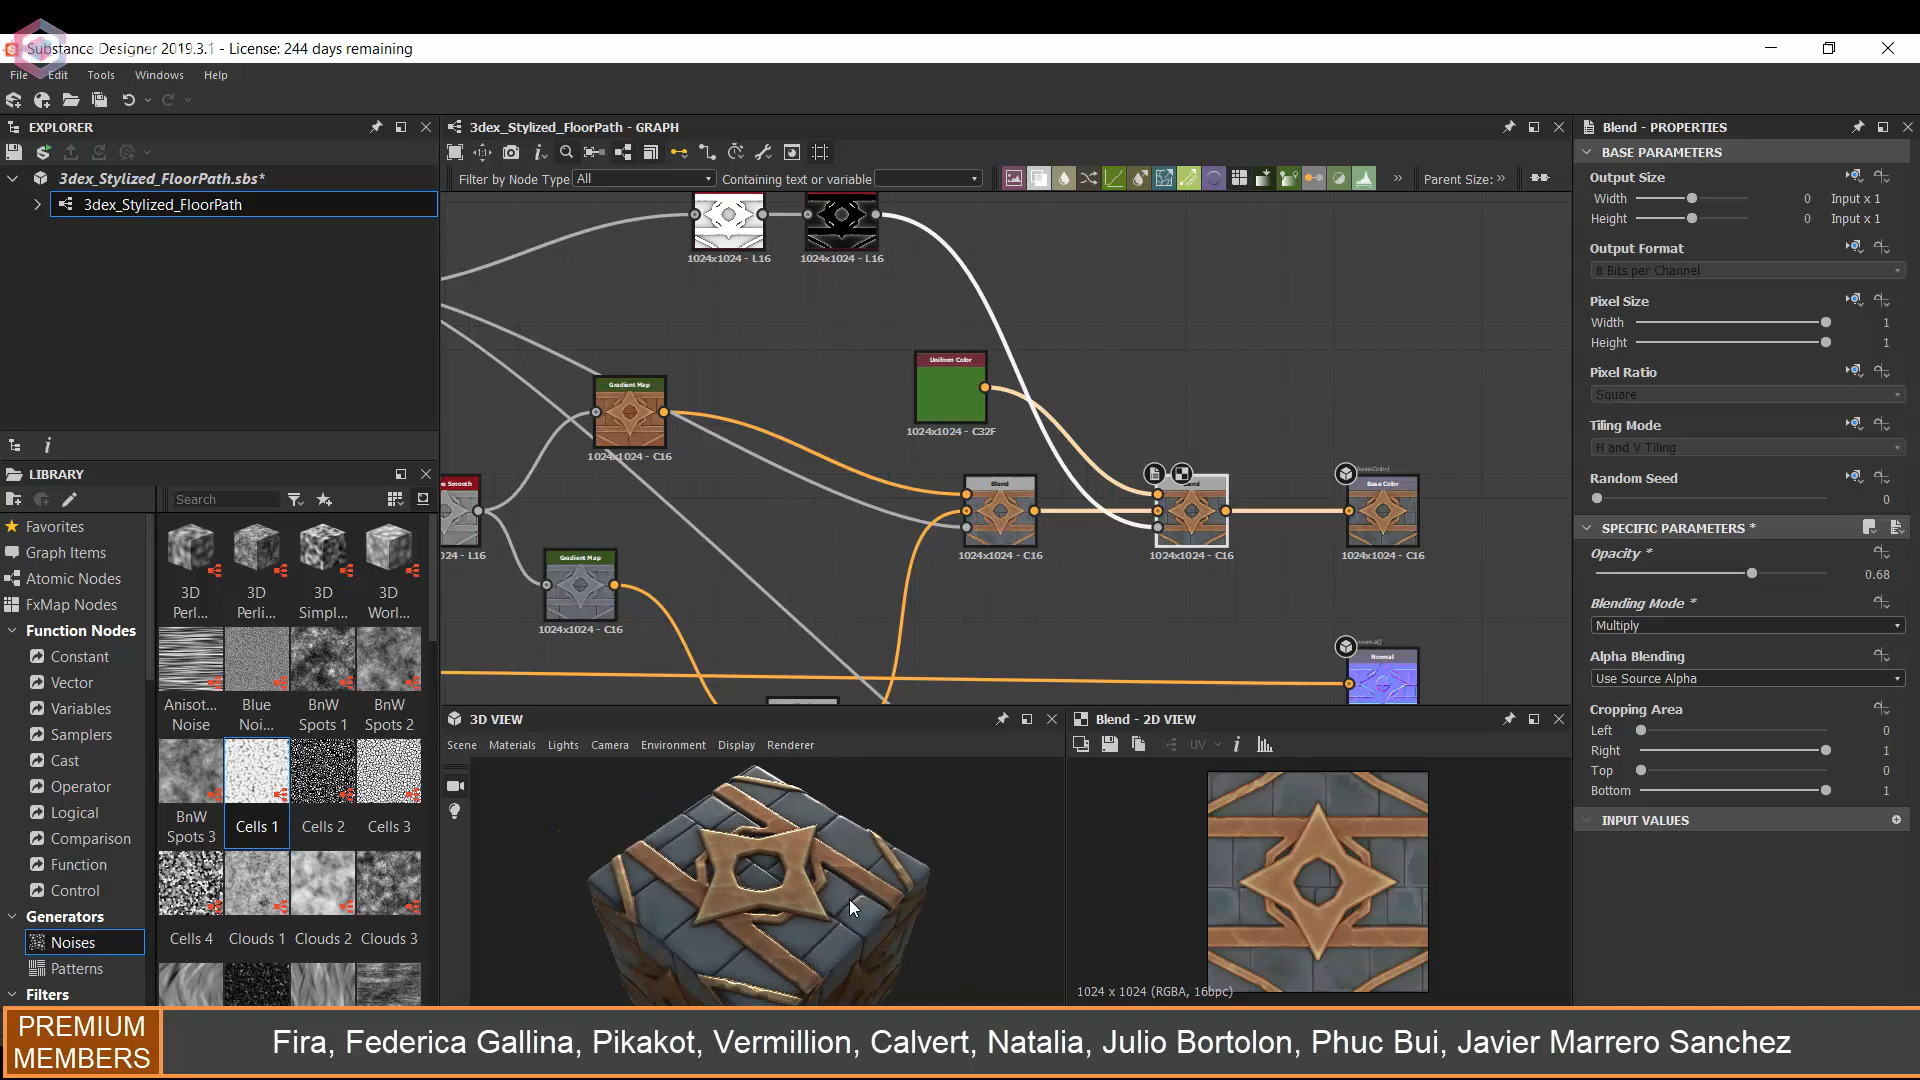 Substance Designer 2019.3.1 - License: 244 days remaining
File Edit Tools Windows Help
EXPLORER
3dex_Stylized_FloorPath.sbs*
3dex_Stylized_FloorPath
LIBRARY
Search
Favorites
Graph Items
Atomic Nodes
FxMap Nodes
Function Nodes
Constant
Vector
Variables
Samplers
Cast
Operator
Logical
Comparison
Function
Control
Generators
Noises
Patterns
Filters
3D Perl...
3D Perli...
3D Simpl...
3D Worl...
Anisot... Noise
Blue Noi...
BnW Spots 1
BnW Spots 2
BnW Spots 3
Cells 1
Cells 2
Cells 3
Cells 4
Clouds 1
Clouds 2
Clouds 3
3dex_Stylized_FloorPath - GRAPH
Filter by Node Type All Containing text or variable Parent Size: »
1024x1024 - L16
1024x1024 - L16
Uniform Color
1024x1024 - C32F
Gradient Map
1024x1024 - C16
e Smooth
024 - L16
Gradient Map
1024x1024 - C16
Blend
1024x1024 - C16
1024x1024 - C16
Base Color
1024x1024 - C16
Normal
3D VIEW
Scene Materials Lights Camera Environment Display Renderer
Blend - 2D VIEW
UV
1024 x 1024 (RGBA, 16bpc)
Blend - PROPERTIES
BASE PARAMETERS
Output Size
Width 0 Input x 1
Height 0 Input x 1
Output Format
8 Bits per Channel
Pixel Size
Width 1
Height 1
Pixel Ratio
Square
Tiling Mode
H and V Tiling
Random Seed
0
SPECIFIC PARAMETERS *
Opacity *
0.68
Blending Mode *
Multiply
Alpha Blending
Use Source Alpha
Cropping Area
Left 0
Right 1
Top 0
Bottom 1
INPUT VALUES
PREMIUM
MEMBERS
Fira, Federica Gallina, Pikakot, Vermillion, Calvert, Natalia, Julio Bortolon, Phuc Bui, Javier Marrero Sanchez